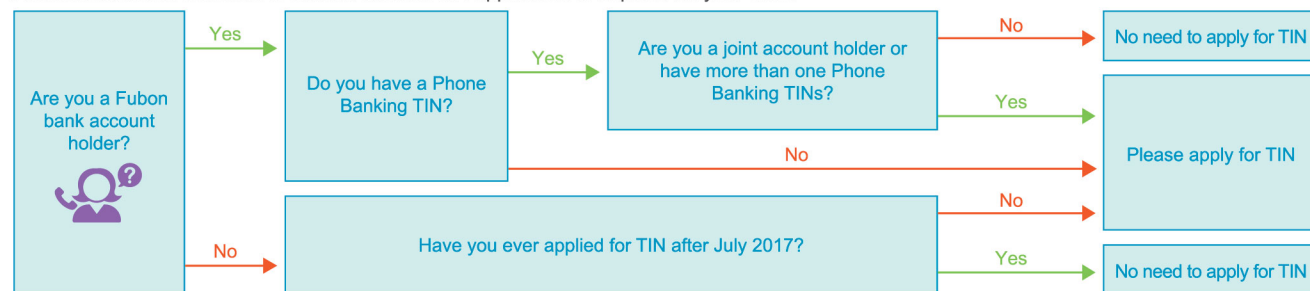 Are you a Fubon
bank account
holder?
Yes
Do you have a Phone
Banking TIN?
Yes
Are you a joint account holder or
have more than one Phone
Banking TINs?
No
No need to apply for TIN
Yes
Please apply for TIN
No
No
Have you ever applied for TIN after July 2017?
No
Yes
No need to apply for TIN